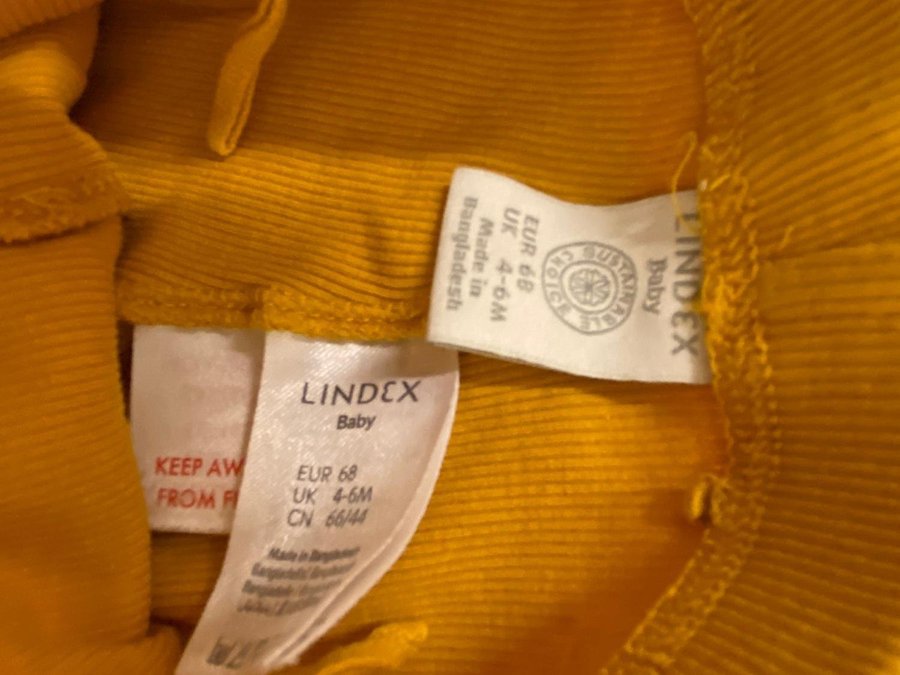 LINDEX
Baby
SUSTAINABLE CHOICE
EUR 68
UK 4-6M
Made in
Bangladesh
LINDEX
Baby
EUR 68
UK 4-6M
CN 66/44
Made in Bangladesh
KEEP AW
FROM F